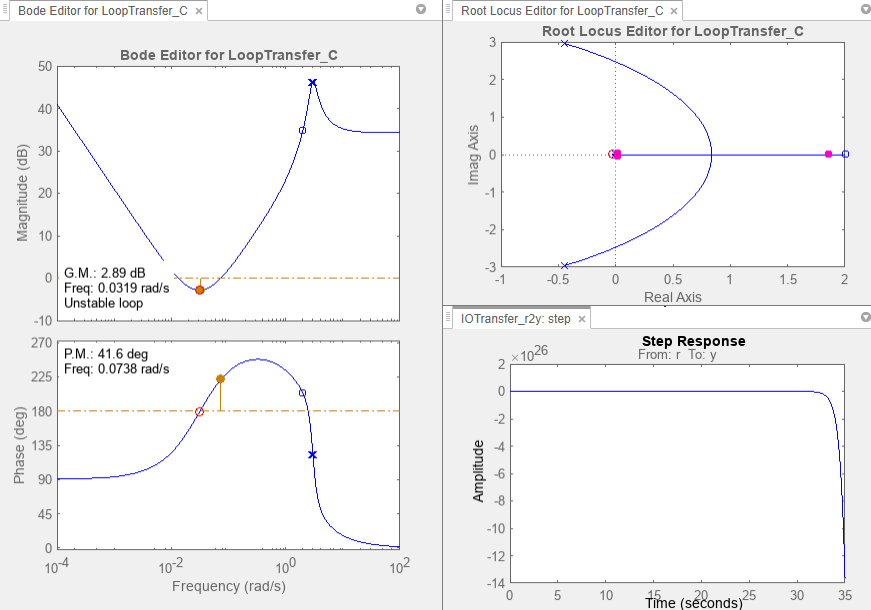 Bode Editor for LoopTransfer_C ×
Bode Editor for LoopTransfer_C
50
40
30
20
10
0
-10
Magnitude (dB)
G.M.: 2.89 dB
Freq: 0.0319 rad/s
Unstable loop
270
225
180
135
90
45
0
Phase (deg)
P.M.: 41.6 deg
Freq: 0.0738 rad/s
10^-4 10^-2 10^0 10^2
Frequency (rad/s)
Root Locus Editor for LoopTransfer_C ×
Root Locus Editor for LoopTransfer_C
3
2
1
0
-1
-2
-3
Imag Axis
-1 -0.5 0 0.5 1 1.5 2
Real Axis
IOTransfer_r2y: step ×
Step Response
From: r To: y
×10^26
2
0
-2
-4
-6
-8
-10
-12
-14
Amplitude
0 5 10 15 20 25 30 35
Time (seconds)